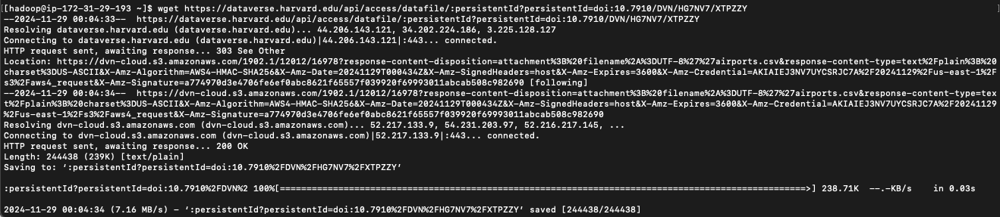 [hadoop@ip-172-31-29-193 ~]$ wget https://dataverse.harvard.edu/api/access/datafile/:persistentId?persistentId=doi:10.7910/DVN/HG7NV7/XTPZZY
--2024-11-29 00:04:33--  https://dataverse.harvard.edu/api/access/datafile/:persistentId?persistentId=doi:10.7910/DVN/HG7NV7/XTPZZY
Resolving dataverse.harvard.edu (dataverse.harvard.edu)... 44.206.143.121, 34.202.224.186, 3.225.128.127
Connecting to dataverse.harvard.edu (dataverse.harvard.edu)|44.206.143.121|:443... connected.
HTTP request sent, awaiting response... 303 See Other
Location: https://dvn-cloud.s3.amazonaws.com/1902.1/12012/16978?response-content-disposition=attachment%3B%20filename%2A%3DUTF-8%27%27airports.csv&response-content-type=text%2Fplain%3B%20
charset%3DUS-ASCII&X-Amz-Algorithm=AWS4-HMAC-SHA256&X-Amz-Date=20241129T000434Z&X-Amz-SignedHeaders=host&X-Amz-Expires=3600&X-Amz-Credential=AKIAIEJ3NV7UYCSRJC7A%2F20241129%2Fus-east-1%2F
s3%2Faws4_request&X-Amz-Signature=a774970d3e4706fe6ef0abc8621f65557f039920f69993011abcab508c982690 [following]
--2024-11-29 00:04:34--  https://dvn-cloud.s3.amazonaws.com/1902.1/12012/16978?response-content-disposition=attachment%3B%20filename%2A%3DUTF-8%27%27airports.csv&response-content-type=tex
t%2Fplain%3B%20charset%3DUS-ASCII&X-Amz-Algorithm=AWS4-HMAC-SHA256&X-Amz-Date=20241129T000434Z&X-Amz-SignedHeaders=host&X-Amz-Expires=3600&X-Amz-Credential=AKIAIEJ3NV7UYCSRJC7A%2F20241129
%2Fus-east-1%2Fs3%2Faws4_request&X-Amz-Signature=a774970d3e4706fe6ef0abc8621f65557f039920f69993011abcab508c982690
Resolving dvn-cloud.s3.amazonaws.com (dvn-cloud.s3.amazonaws.com)... 52.217.133.9, 54.231.203.97, 52.216.217.145, ...
Connecting to dvn-cloud.s3.amazonaws.com (dvn-cloud.s3.amazonaws.com)|52.217.133.9|:443... connected.
HTTP request sent, awaiting response... 200 OK
Length: 244438 (239K) [text/plain]
Saving to: ‘:persistentId?persistentId=doi:10.7910%2FDVN%2FHG7NV7%2FXTPZZY’
:persistentId?persistentId=doi:10.7910%2FDVN%2 100%[===================================================================================================>] 238.71K  --.-KB/s    in 0.03s
2024-11-29 00:04:34 (7.16 MB/s) - ‘:persistentId?persistentId=doi:10.7910%2FDVN%2FHG7NV7%2FXTPZZY’ saved [244438/244438]